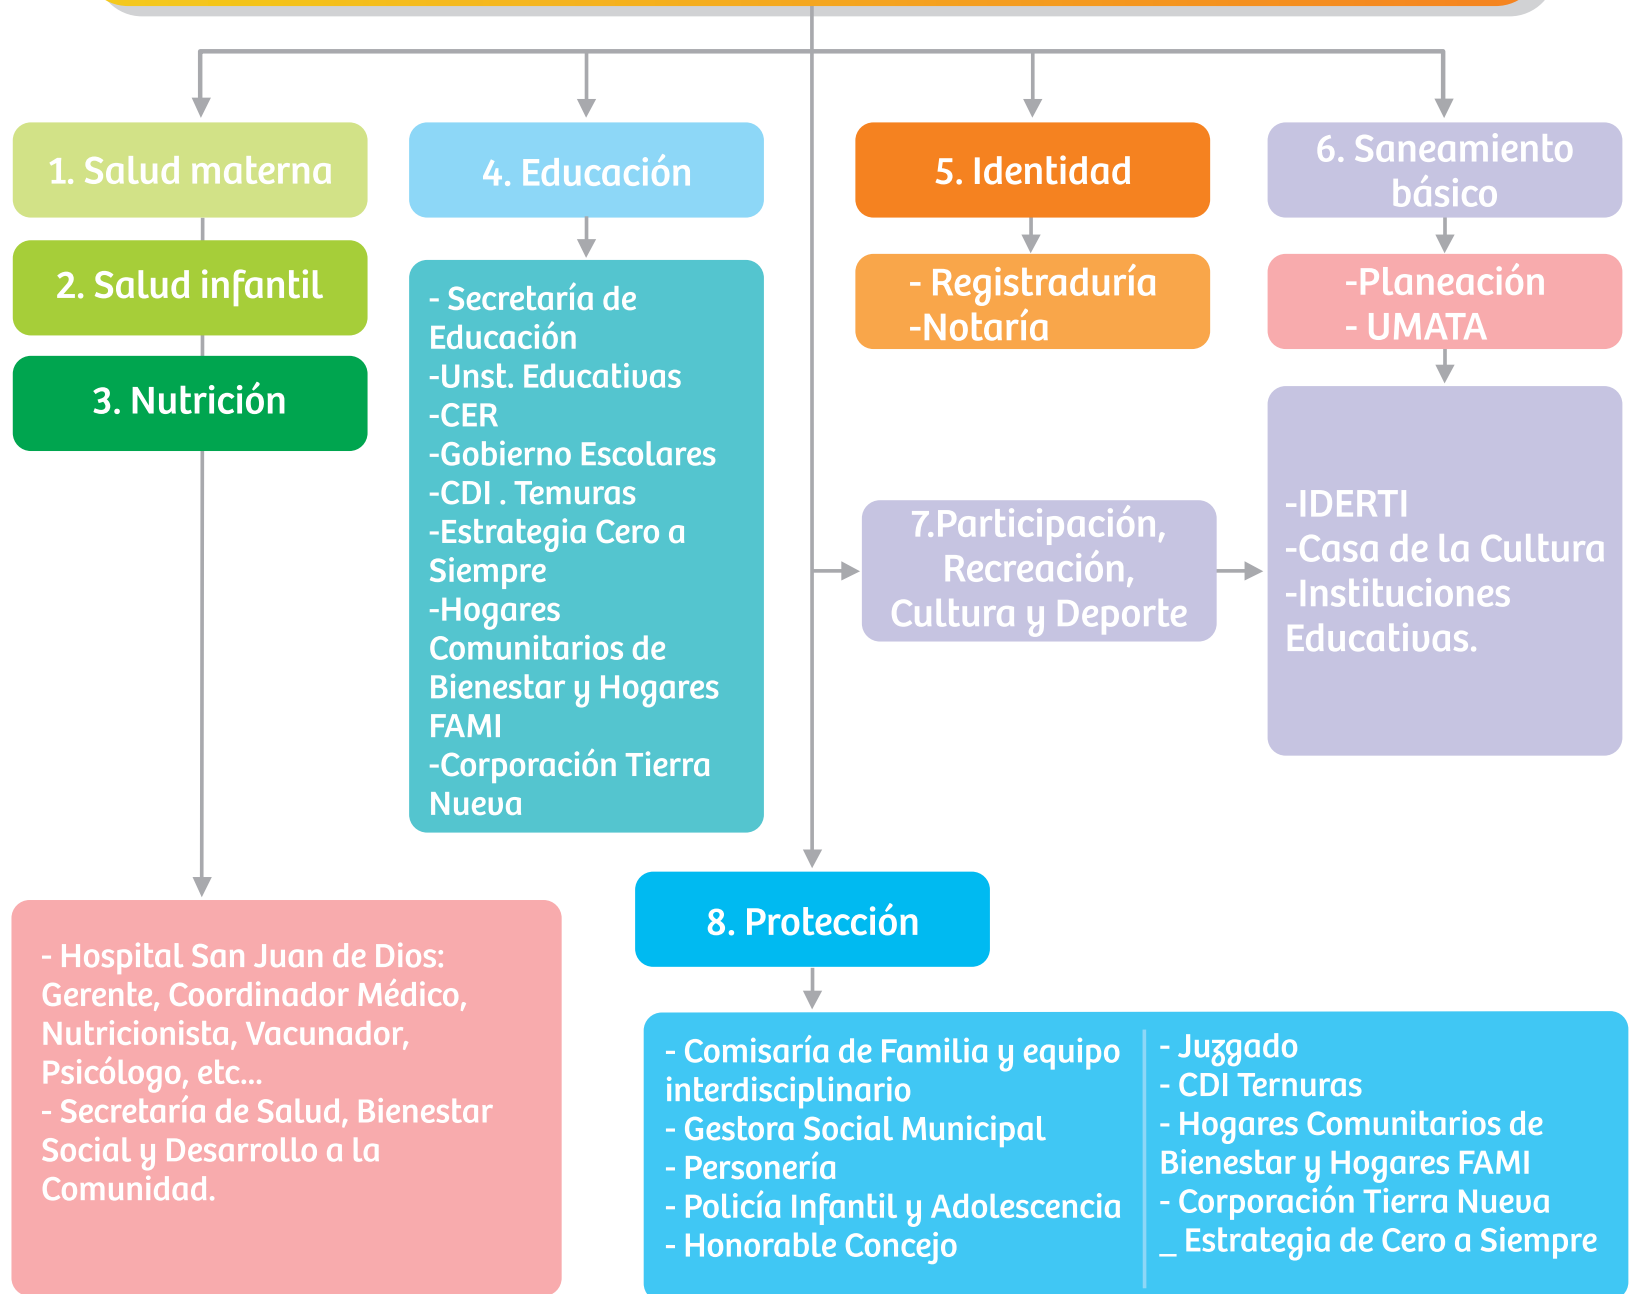 1. Salud materna
2. Salud infantil
3. Nutrición
- Hospital San Juan de Dios:
Gerente, Coordinador Médico,
Nutricionista, Vacunador,
Psicólogo, etc...
- Secretaría de Salud, Bienestar
Social y Desarrollo a la
Comunidad.
4. Educación
- Secretaría de
Educación
-Unst. Educativas
-CER
-Gobierno Escolares
-CDI . Temuras
-Estrategia Cero a
Siempre
-Hogares
Comunitarios de
Bienestar y Hogares
FAMI
-Corporación Tierra
Nueva
5. Identidad
- Registraduría
-Notaría
6. Saneamiento
básico
-Planeación
- UMATA
7.Participación,
Recreación,
Cultura y Deporte
-IDERTI
-Casa de la Cultura
-Instituciones
Educativas.
8. Protección
- Comisaría de Familia y equipo
interdisciplinario
- Gestora Social Municipal
- Personería
- Policía Infantil y Adolescencia
- Honorable Concejo
- Juzgado
- CDI Ternuras
- Hogares Comunitarios de
Bienestar y Hogares FAMI
- Corporación Tierra Nueva
_ Estrategia de Cero a Siempre